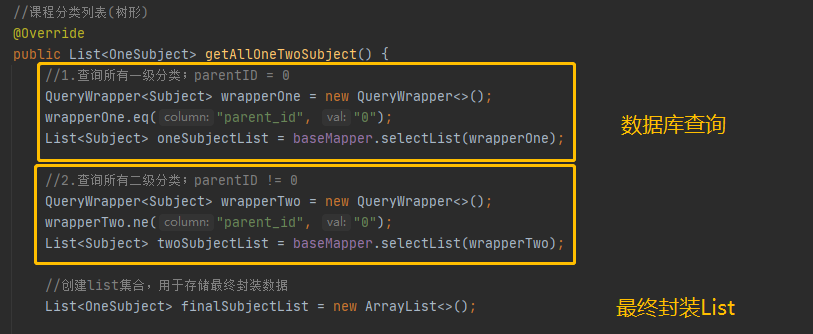 //课程分类列表(树形)
@Override
public List<OneSubject> getAllOneTwoSubject() {
//1.查询所有一级分类；parentID = 0
QueryWrapper<Subject> wrapperOne = new QueryWrapper<>();
wrapperOne.eq( column: "parent_id", val: "0");
List<Subject> oneSubjectList = baseMapper.selectList(wrapperOne);
数据库查询
//2.查询所有二级分类；parentID != 0
QueryWrapper<Subject> wrapperTwo = new QueryWrapper<>();
wrapperTwo.ne( column: "parent_id", val: "0");
List<Subject> twoSubjectList = baseMapper.selectList(wrapperTwo);
//创建list集合，用于存储最终封装数据
List<OneSubject> finalSubjectList = new ArrayList<>();
最终封装List